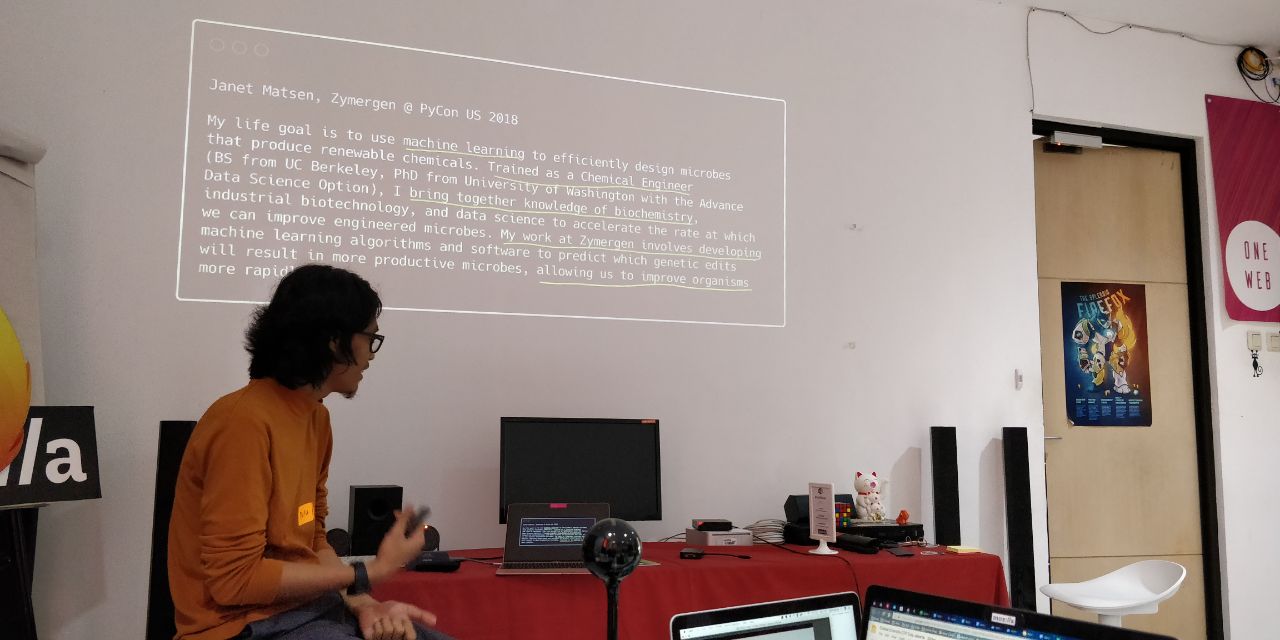 Janet Matsen, Zymergen @ PyCon US 2018
My life goal is to use machine learning to efficiently design microbes
that produce renewable chemicals. Trained as a Chemical Engineer
(BS from UC Berkeley, PhD from University of Washington with the Advance
Data Science Option), I bring together knowledge of biochemistry,
industrial biotechnology, and data science to accelerate the rate at which
we can improve engineered microbes. My work at Zymergen involves developing
machine learning algorithms and software to predict which genetic edits
will result in more productive microbes, allowing us to improve organisms
more
ONE
WEB
FIREFOX
//a
mozilla